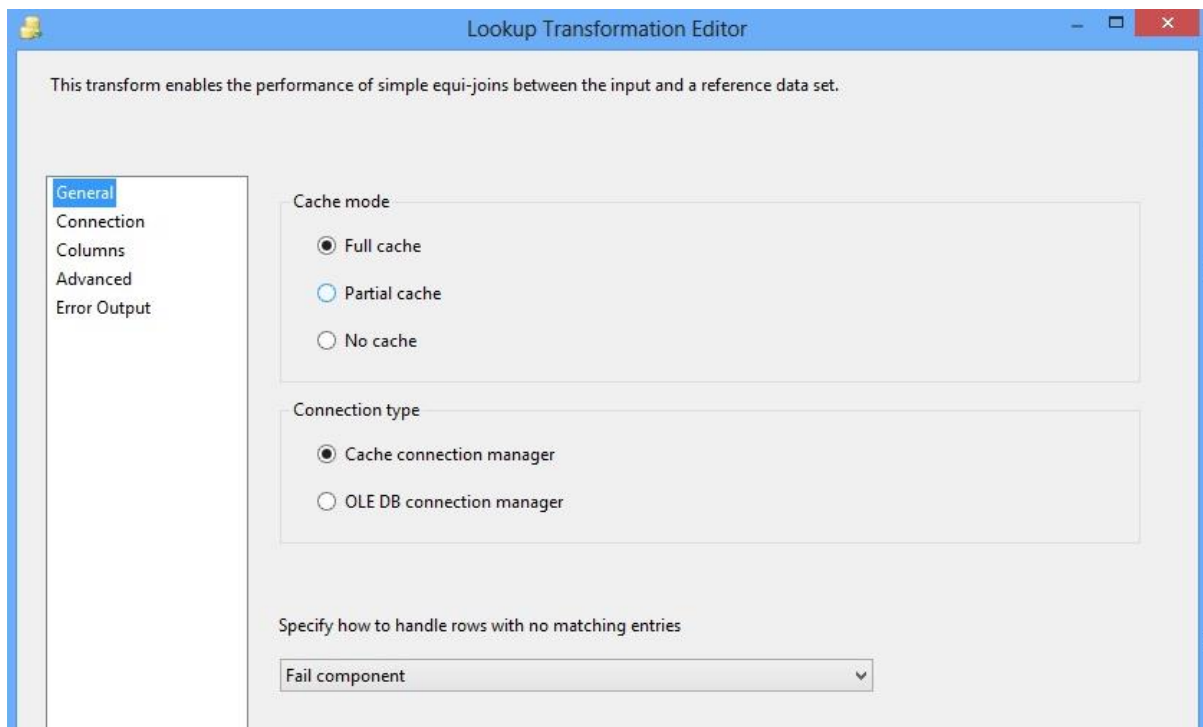 Lookup Transformation Editor
This transform enables the performance of simple equi-joins between the input and a reference data set.
General
Connection
Columns
Advanced
Error Output
Cache mode
Full cache
Partial cache
No cache
Connection type
Cache connection manager
OLE DB connection manager
Specify how to handle rows with no matching entries
Fail component